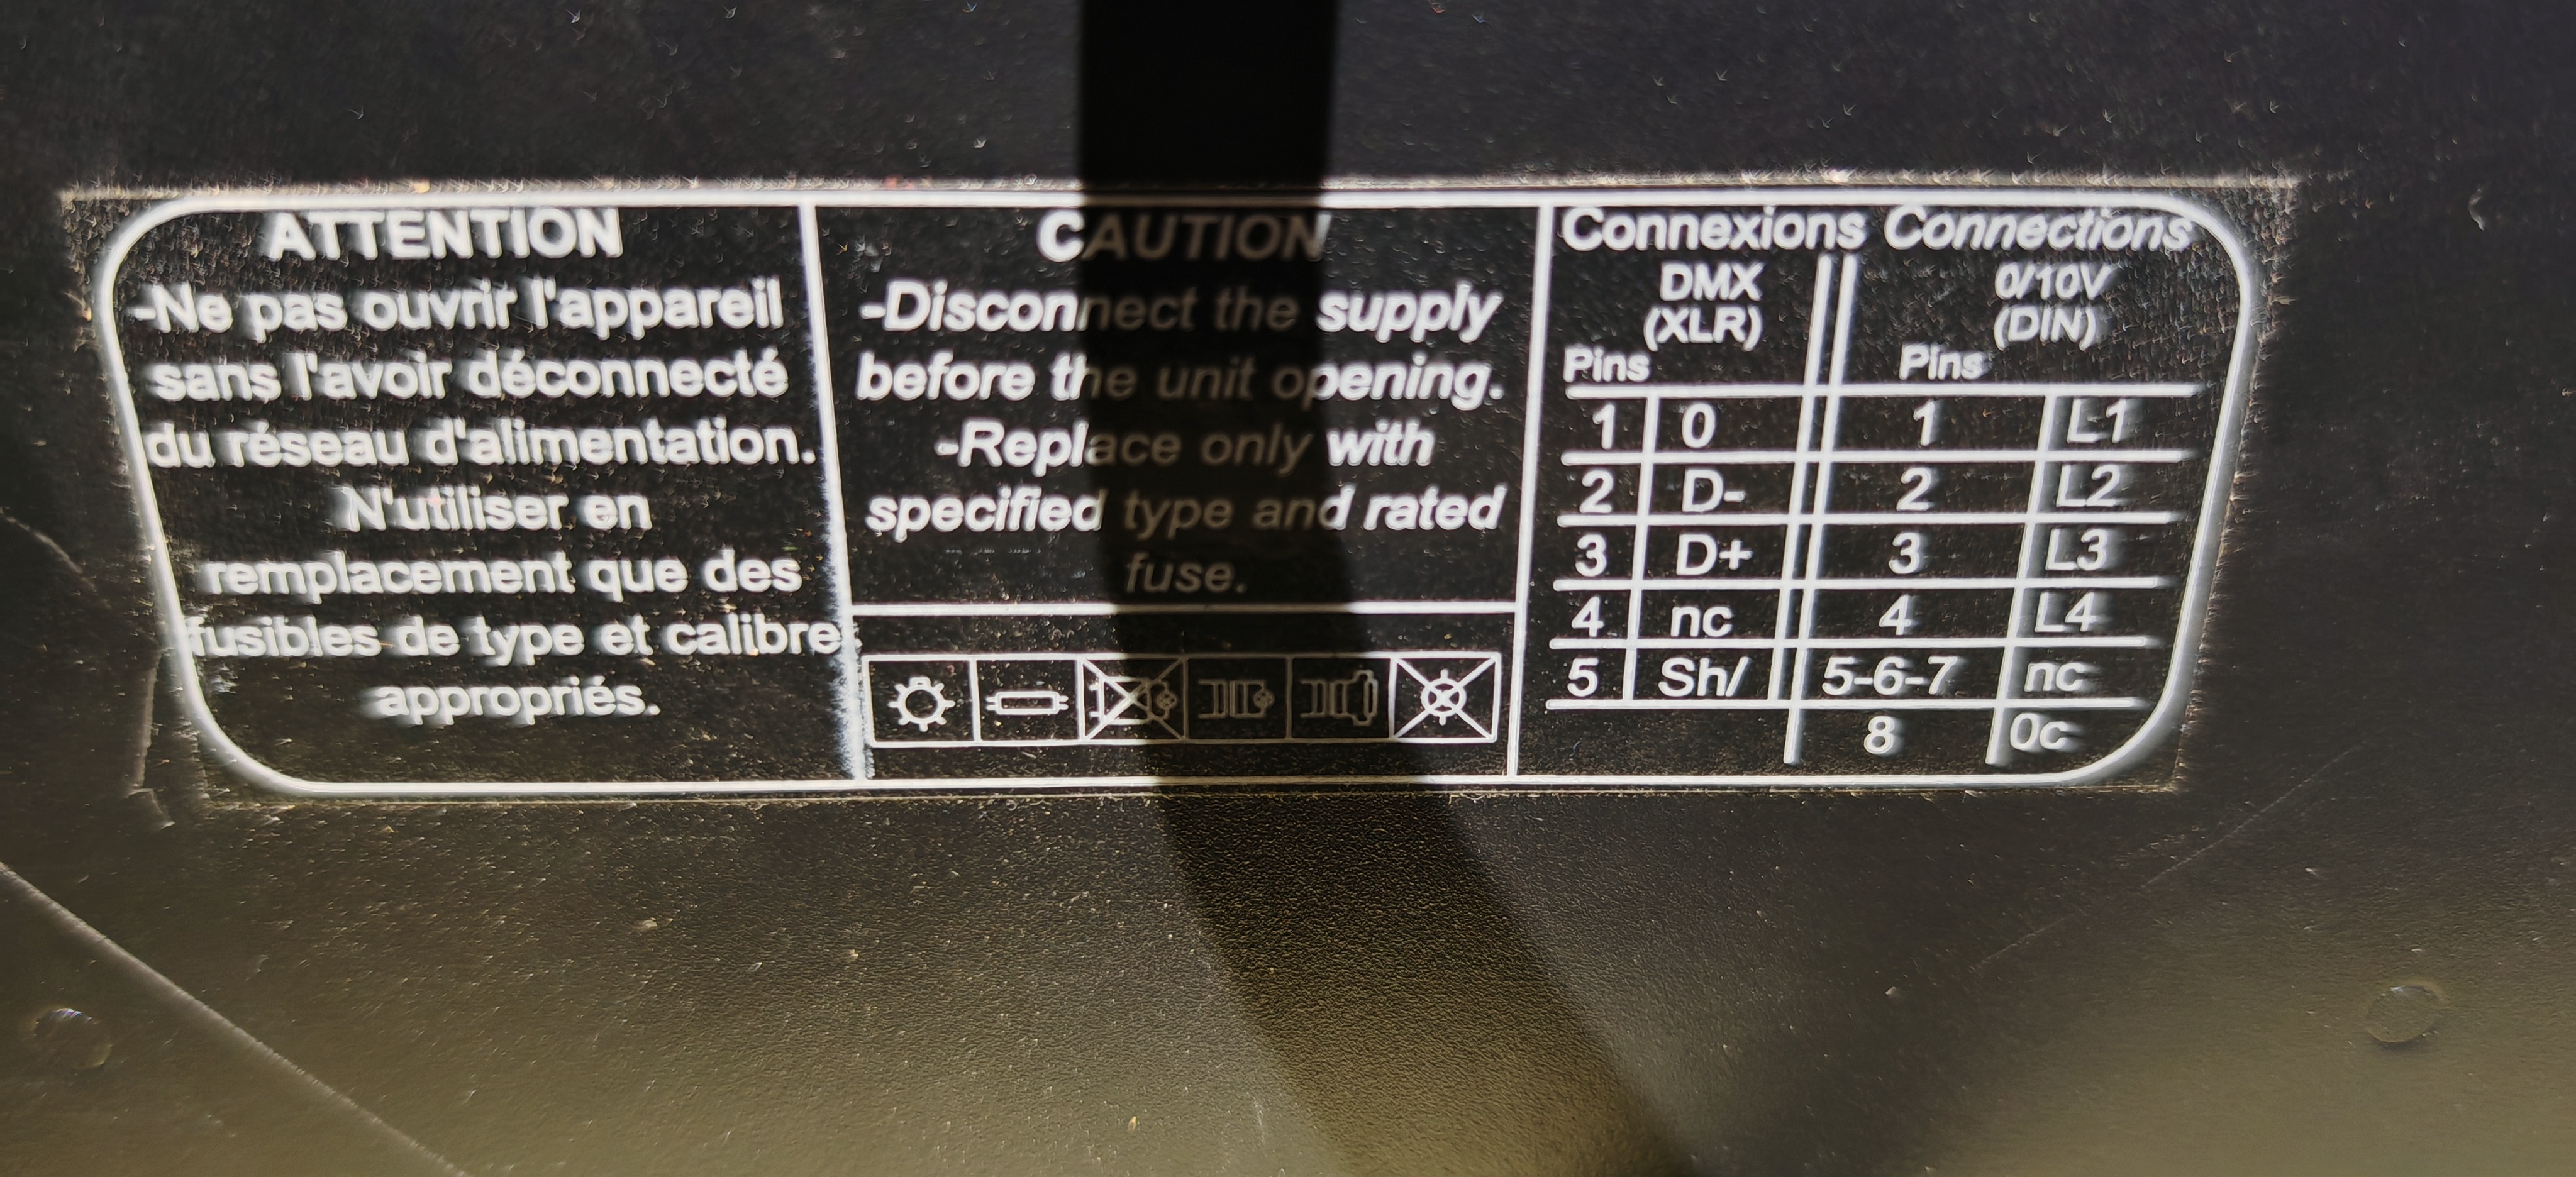 ATTENTION
-Ne pas ouvrir l'appareil
sans l'avoir déconnecté
du réseau d'alimentation.
N'utiliser en
remplacement que des
fusibles de type et calibre
appropriés.
CAUTION
-Disconnect the supply
before the unit opening.
-Replace only with
specified type and rated
fuse.
Connexions Connections
DMX 0/10V
(XLR) (DIN)
Pins Pins
1 0 1 L1
2 D- 2 L2
3 D+ 3 L3
4 nc 4 L4
5 Sh/ 5-6-7 nc
8 0c